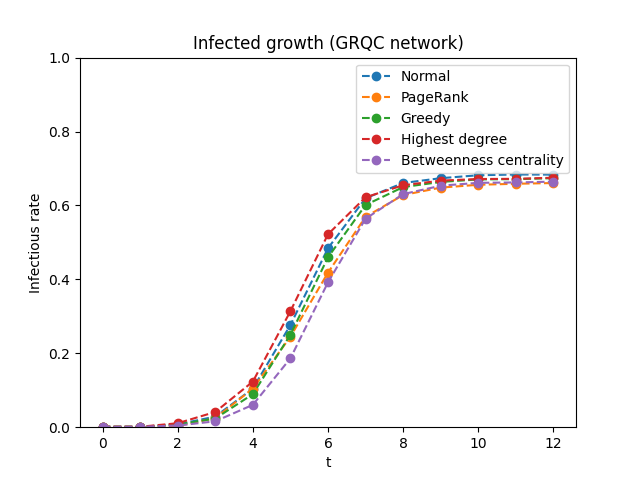 Infected growth (GRQC network)
1.0
0.8
0.6
0.4
0.2
0.0
Infectious rate
Normal
PageRank
Greedy
Highest degree
Betweenness centrality
0 2 4 6 8 10 12
t